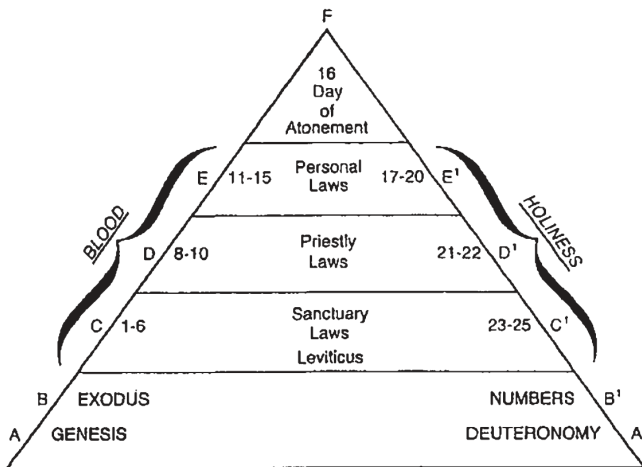 F
16
Day
of
Atonement
E 11-15 Personal 17-20 E¹
Laws
BLOOD
HOLINESS
D 8-10 Priestly 21-22 D¹
Laws
C 1-6 Sanctuary 23-25 C¹
Laws
Leviticus
B EXODUS NUMBERS B¹
A GENESIS DEUTERONOMY A